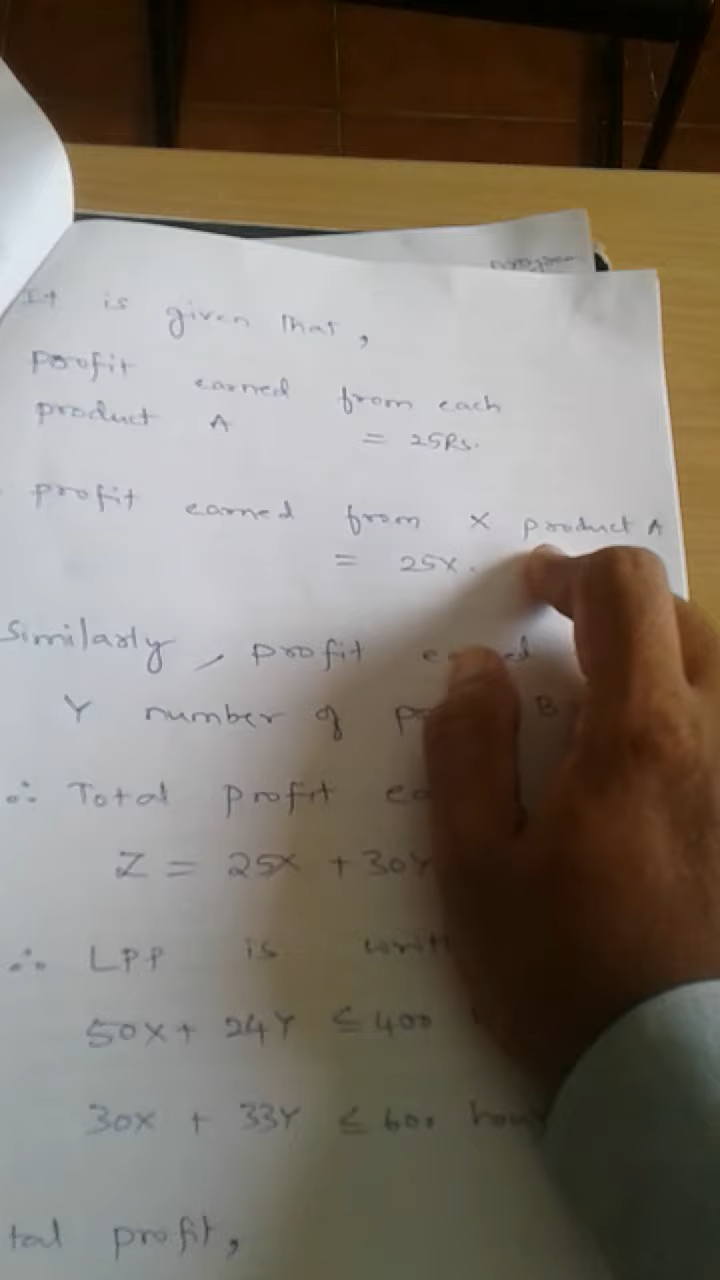 It is given that,
profit earned from each
product A = 25Rs.
profit earned from X product A
= 25X.
Similarly, profit
Y number of B
∴ Total profit
Z = 25X + 30Y
∴ LPP is
50X + 24Y ≤ 400
30X + 33Y ≤ 600
profit,